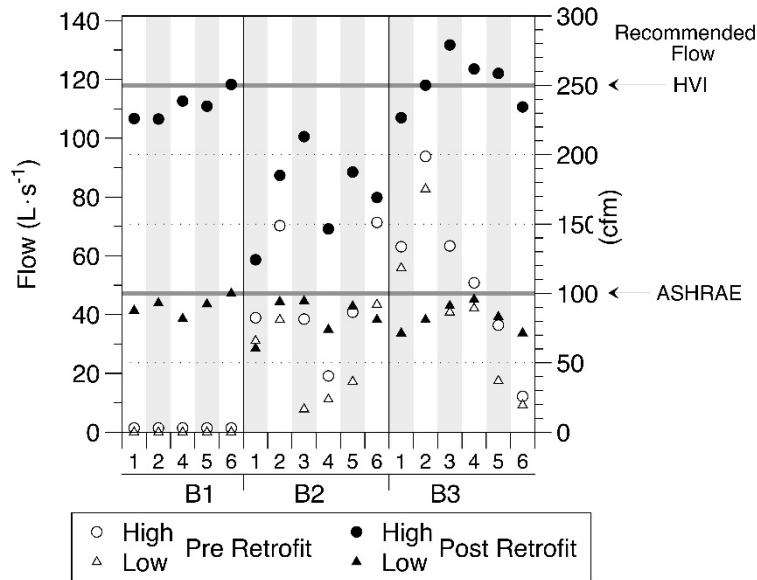 140
120
100
80
60
40
20
0
Flow (L·s⁻¹)
300
250
200
150
100
50
0
(cfm)
Recommended
Flow
HVI
ASHRAE
1 2 4 5 6 1 2 3 4 5 6 1 2 3 4 5 6
B1 B2 B3
High Pre Retrofit High Post Retrofit
Low Low